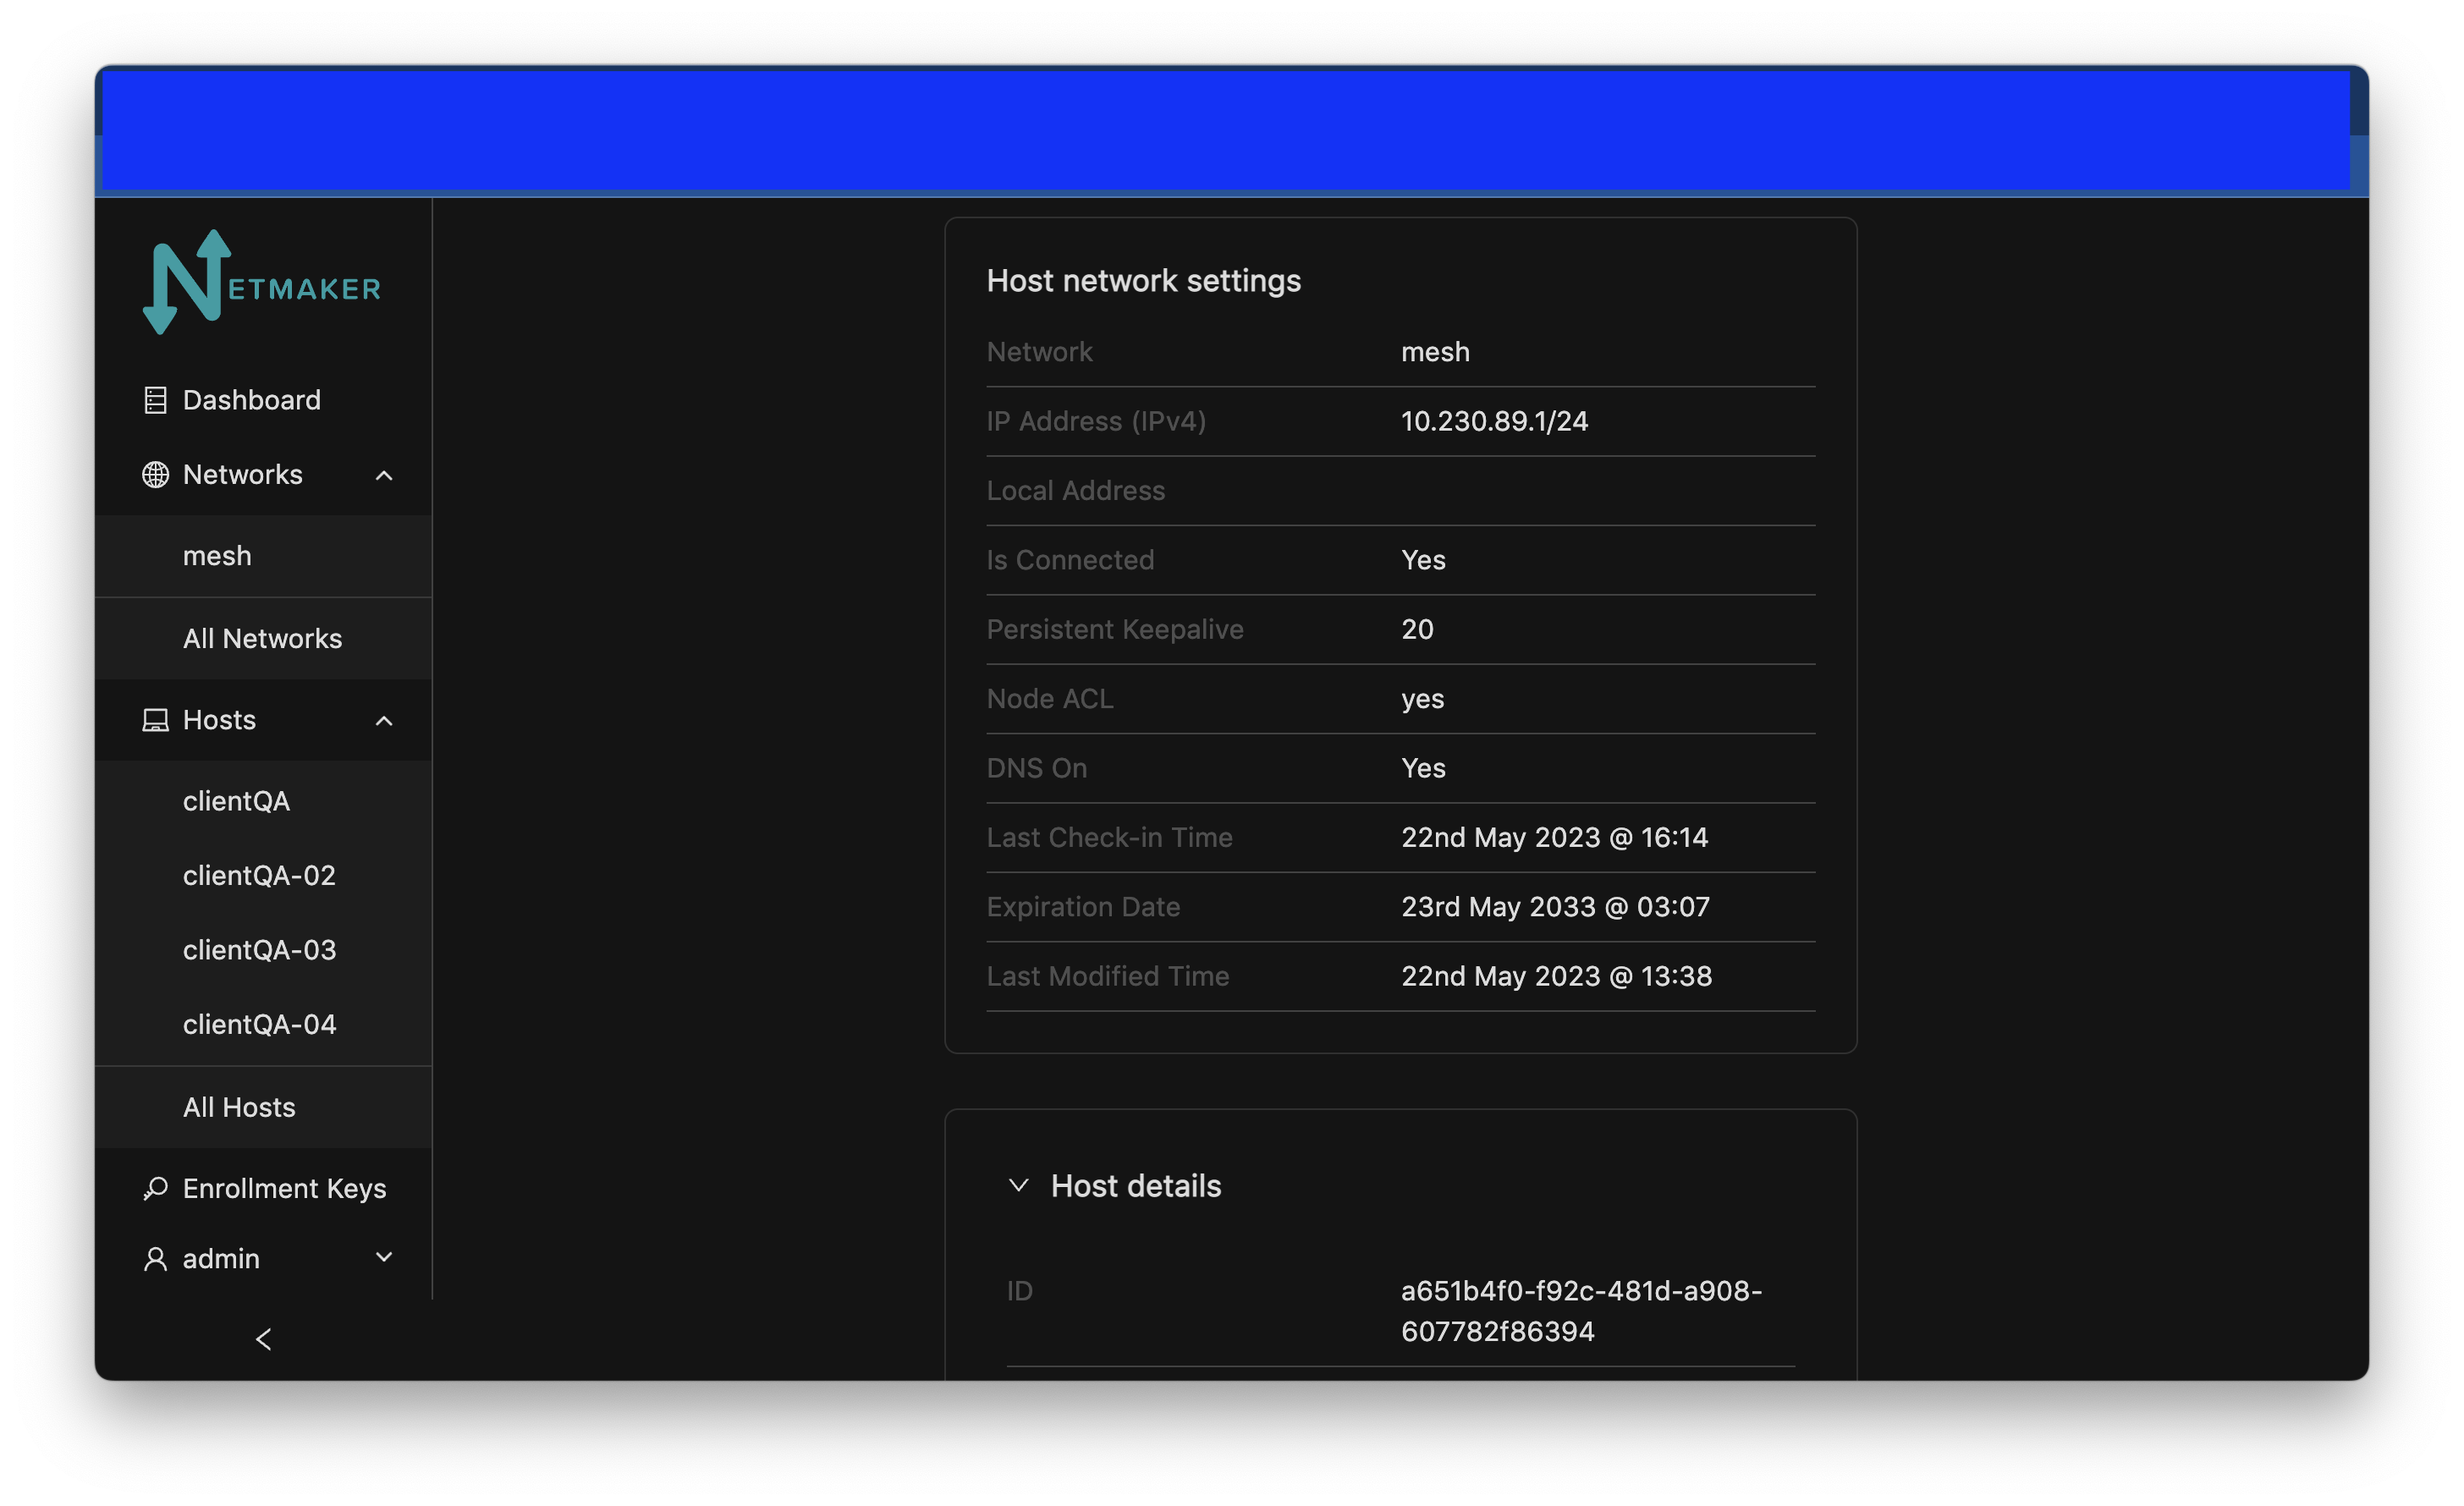 NETMAKER
Dashboard
Networks
mesh
All Networks
Hosts
clientQA
clientQA-02
clientQA-03
clientQA-04
All Hosts
Enrollment Keys
admin
Host network settings
Network mesh
IP Address (IPv4) 10.230.89.1/24
Local Address
Is Connected Yes
Persistent Keepalive 20
Node ACL yes
DNS On Yes
Last Check-in Time 22nd May 2023 @ 16:14
Expiration Date 23rd May 2033 @ 03:07
Last Modified Time 22nd May 2023 @ 13:38
Host details
ID a651b4f0-f92c-481d-a908-
607782f86394